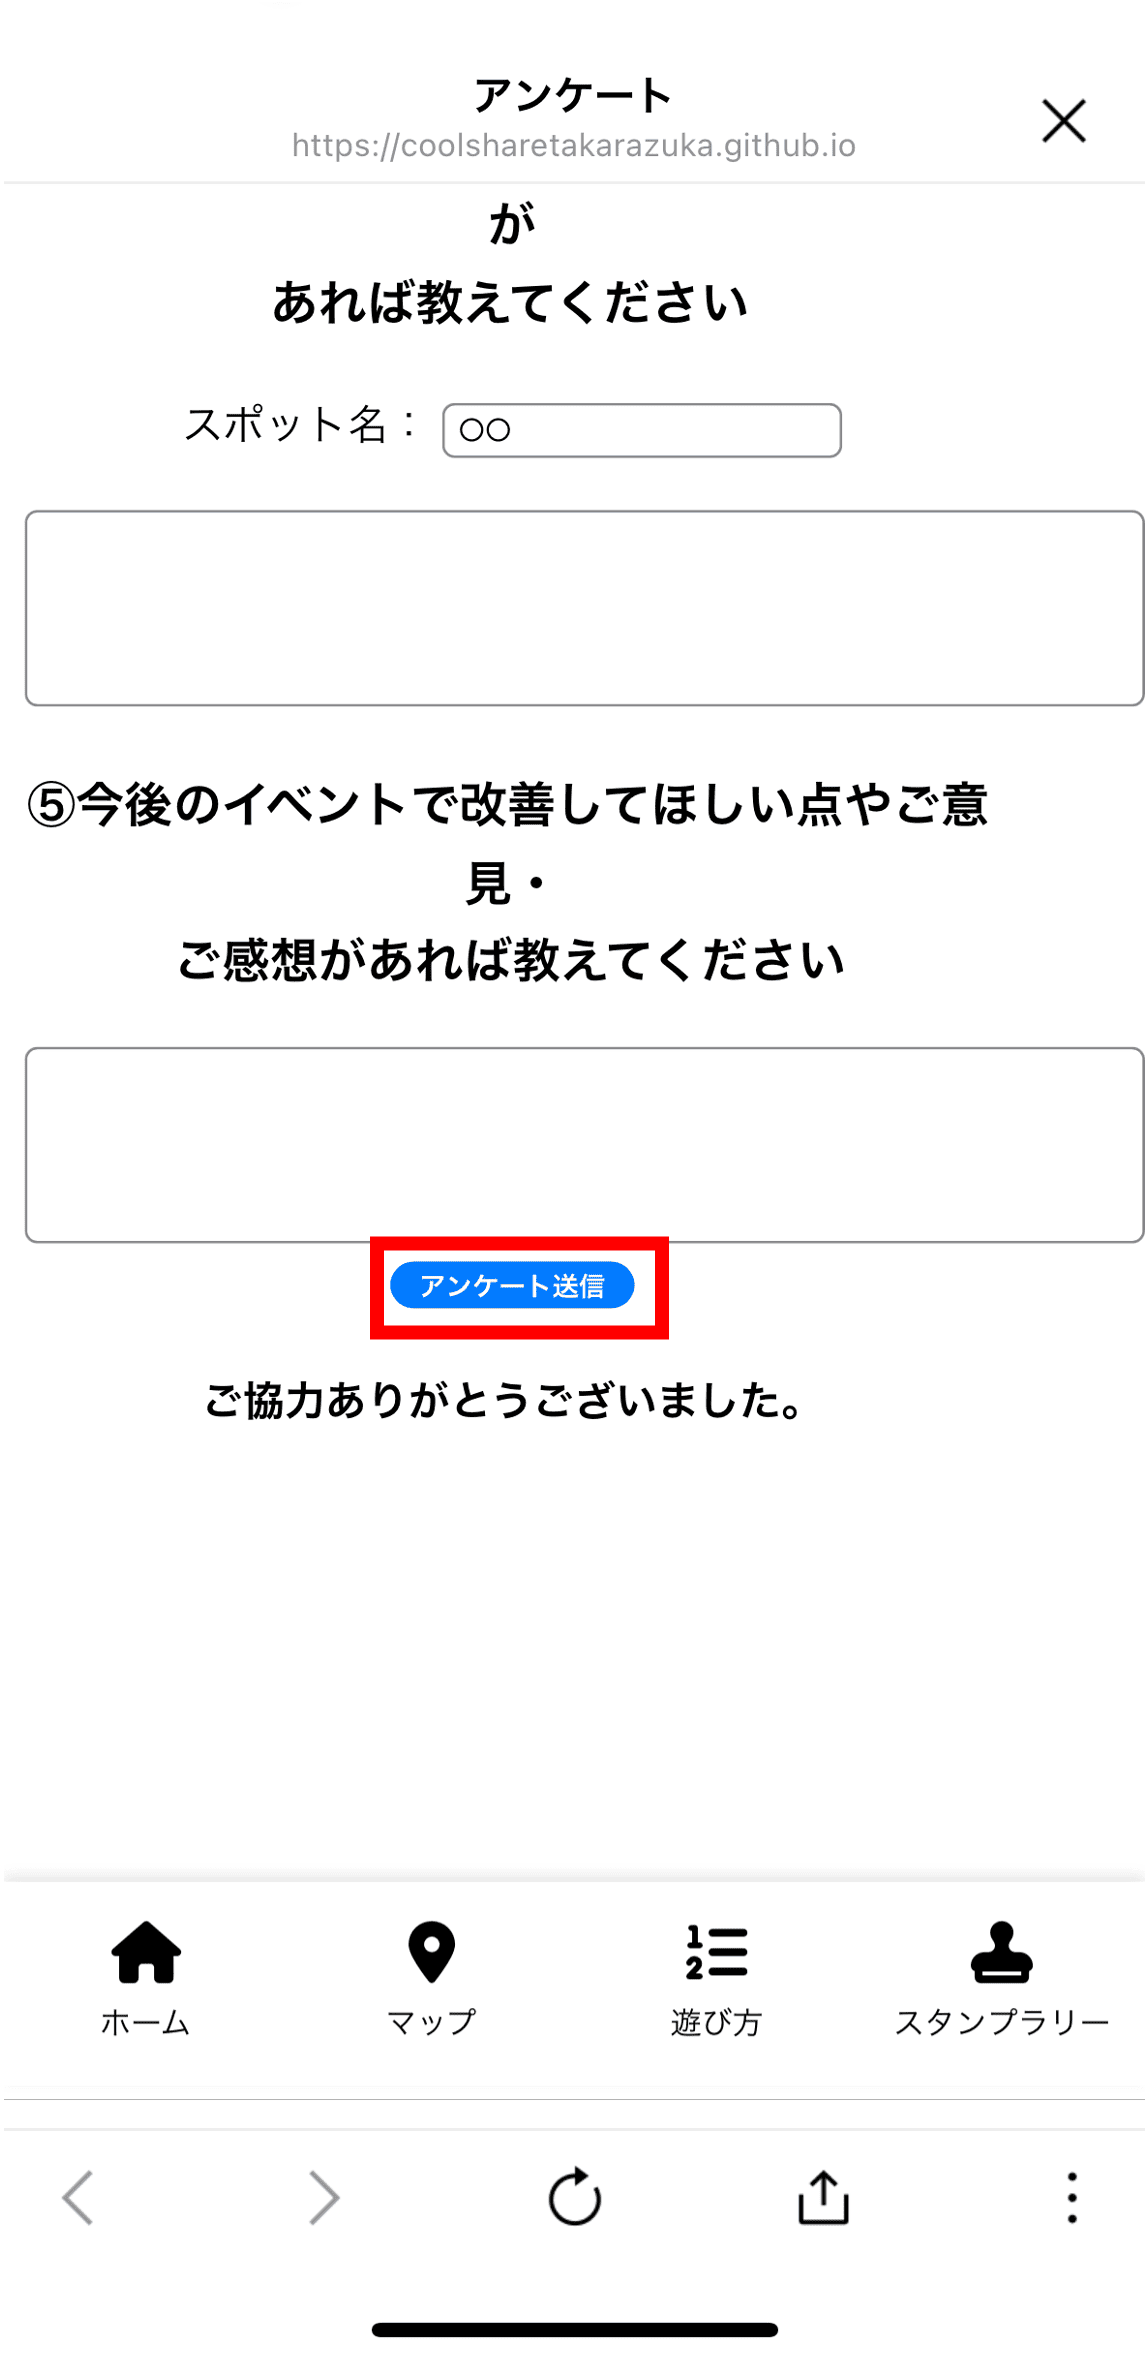 アンケート
https://coolsharetakarazuka.github.io
が
あれば教えてください
スポット名： ○○
⑤今後のイベントで改善してほしい点やご意
見・
ご感想があれば教えてください
アンケート送信
ご協力ありがとうございました。
ホーム マップ 遊び方 スタンプラリー